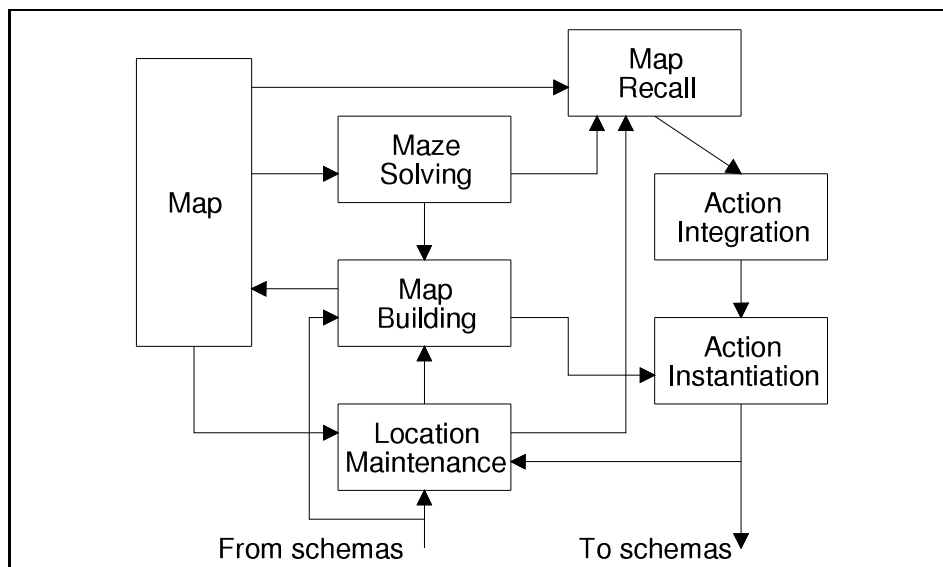 Map
Recall
Maze
Solving
Map
Action
Integration
Map
Building
Action
Instantiation
Location
Maintenance
From schemas
To schemas